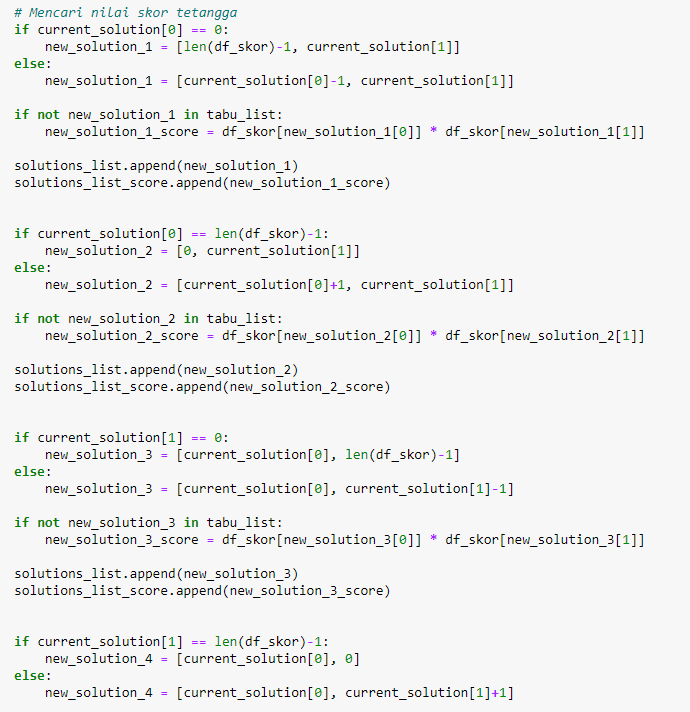 # Mencari nilai skor tetangga
if current_solution[0] == 0:
    new_solution_1 = [len(df_skor)-1, current_solution[1]]
else:
    new_solution_1 = [current_solution[0]-1, current_solution[1]]

if not new_solution_1 in tabu_list:
    new_solution_1_score = df_skor[new_solution_1[0]] * df_skor[new_solution_1[1]]

solutions_list.append(new_solution_1)
solutions_list_score.append(new_solution_1_score)


if current_solution[0] == len(df_skor)-1:
    new_solution_2 = [0, current_solution[1]]
else:
    new_solution_2 = [current_solution[0]+1, current_solution[1]]

if not new_solution_2 in tabu_list:
    new_solution_2_score = df_skor[new_solution_2[0]] * df_skor[new_solution_2[1]]

solutions_list.append(new_solution_2)
solutions_list_score.append(new_solution_2_score)


if current_solution[1] == 0:
    new_solution_3 = [current_solution[0], len(df_skor)-1]
else:
    new_solution_3 = [current_solution[0], current_solution[1]-1]

if not new_solution_3 in tabu_list:
    new_solution_3_score = df_skor[new_solution_3[0]] * df_skor[new_solution_3[1]]

solutions_list.append(new_solution_3)
solutions_list_score.append(new_solution_3_score)


if current_solution[1] == len(df_skor)-1:
    new_solution_4 = [current_solution[0], 0]
else:
    new_solution_4 = [current_solution[0], current_solution[1]+1]